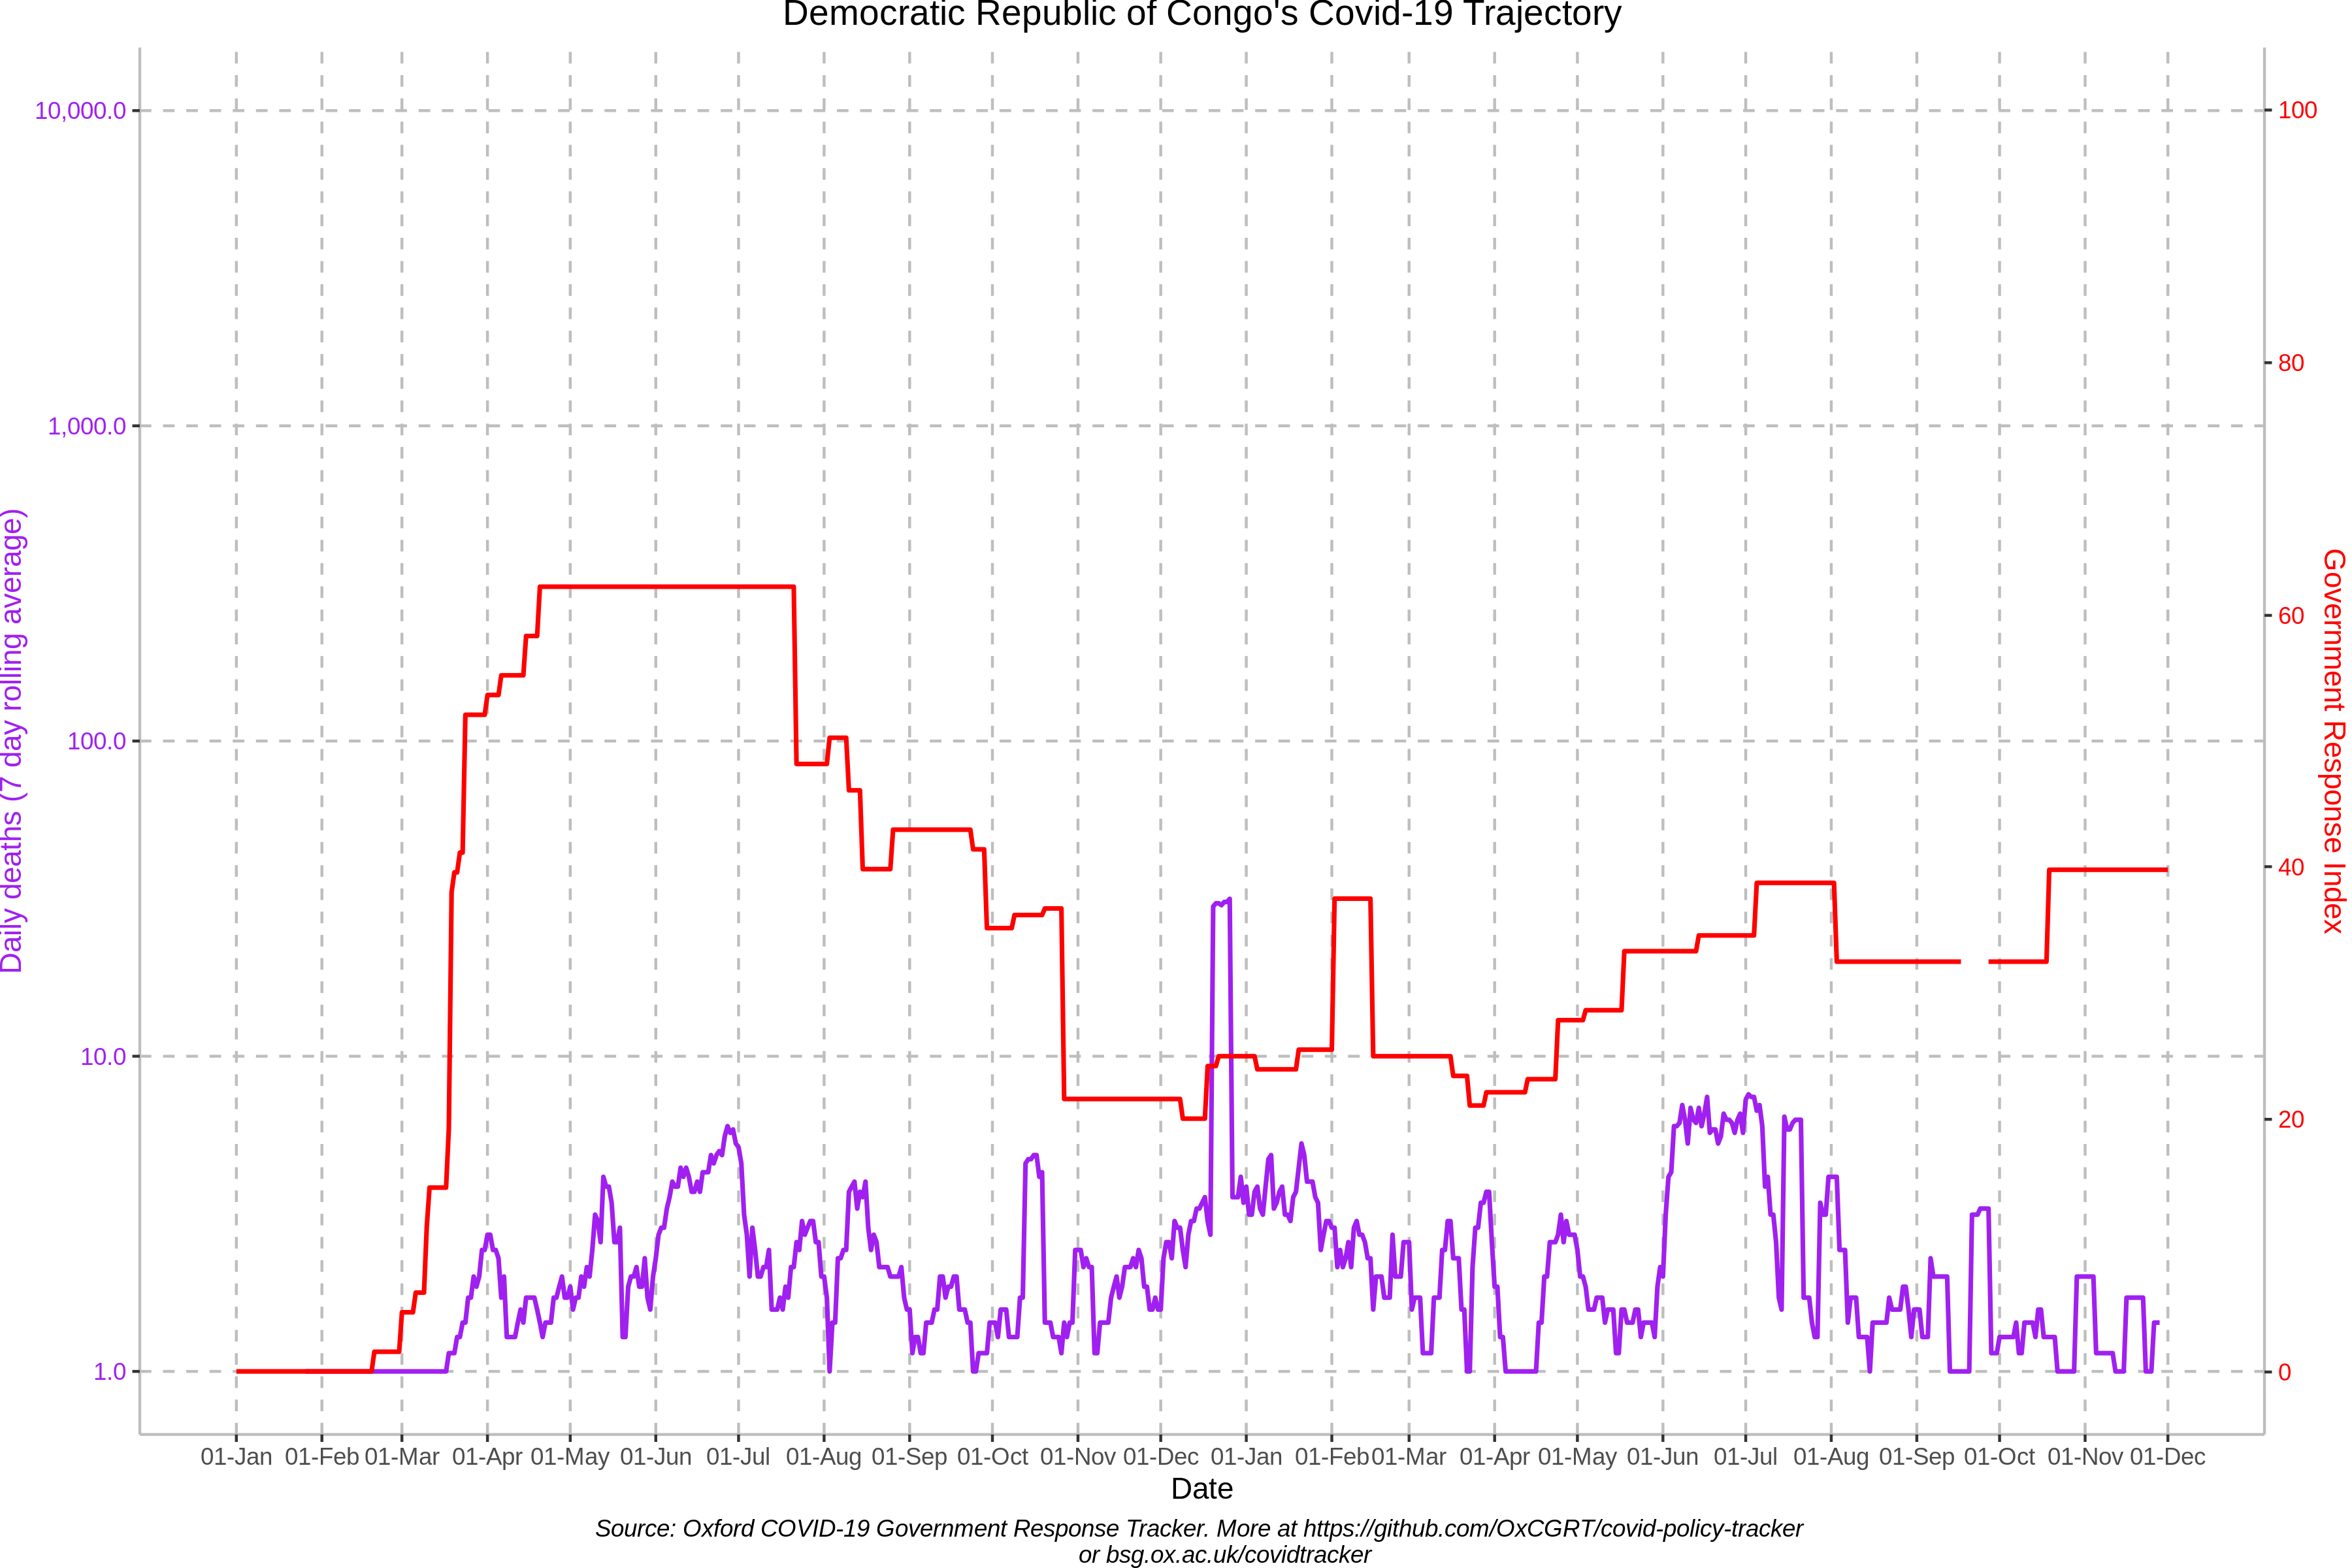 Democratic Republic of Congo's Covid-19 Trajectory
10,000.0
1,000.0
100.0
10.0
1.0
Daily deaths (7 day rolling average)
100
80
60
40
20
0
Government Response Index
01-Jan 01-Feb 01-Mar 01-Apr 01-May 01-Jun 01-Jul 01-Aug 01-Sep 01-Oct 01-Nov 01-Dec 01-Jan 01-Feb 01-Mar 01-Apr 01-May 01-Jun 01-Jul 01-Aug 01-Sep 01-Oct 01-Nov 01-Dec
Date
Source: Oxford COVID-19 Government Response Tracker. More at https://github.com/OxCGRT/covid-policy-tracker
or bsg.ox.ac.uk/covidtracker